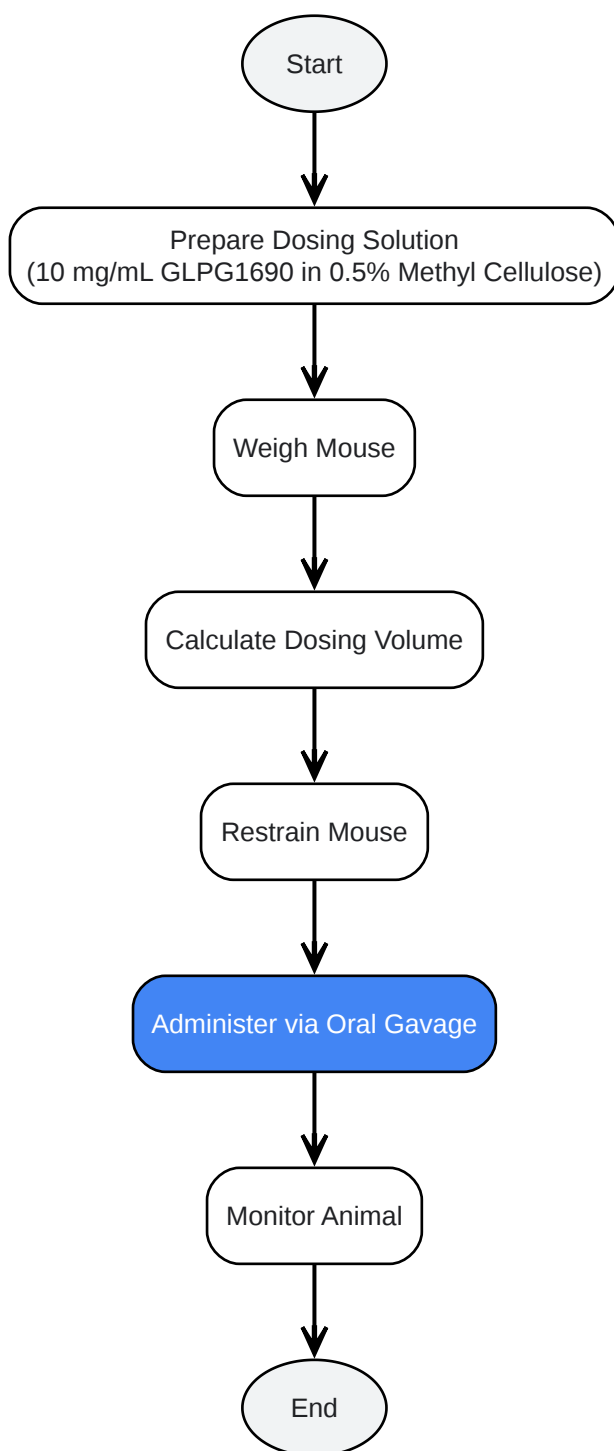 Start
Prepare Dosing Solution
(10 mg/mL GLPG1690 in 0.5% Methyl Cellulose)
Weigh Mouse
Calculate Dosing Volume
Restrain Mouse
Administer via Oral Gavage
Monitor Animal
End